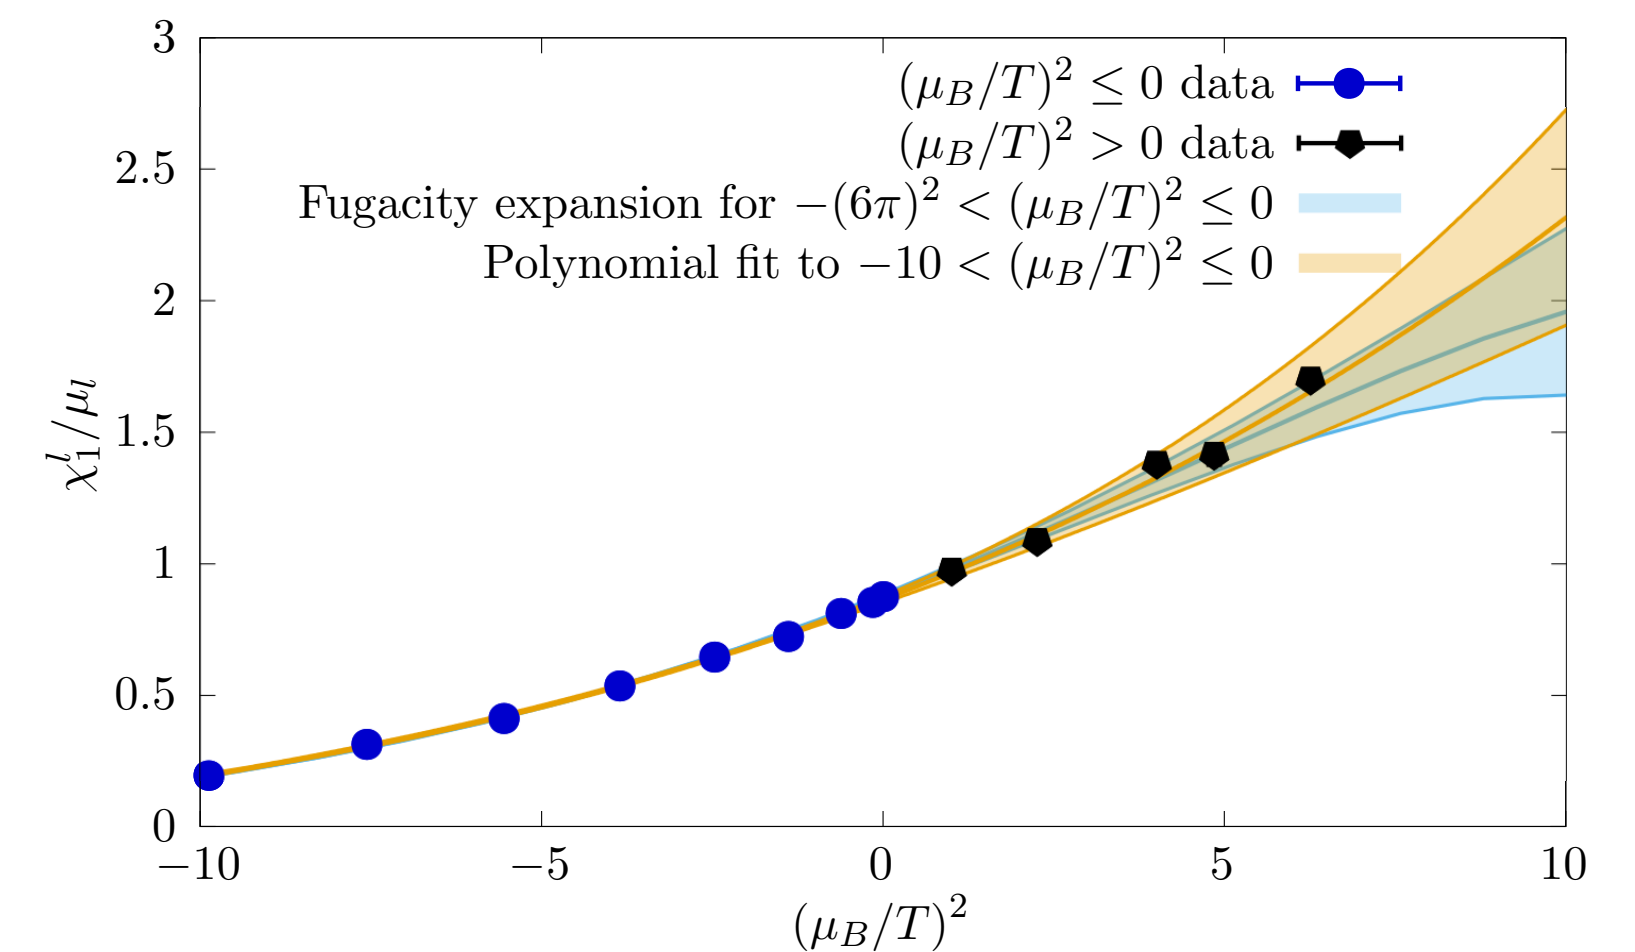 3
2.5
2
1.5
1
0.5
0
χ₁ˡ/μₗ
(μ_B/T)² ≤ 0 data
(μ_B/T)² > 0 data
Fugacity expansion for −(6π)² < (μ_B/T)² ≤ 0
Polynomial fit to −10 < (μ_B/T)² ≤ 0
−10 −5 0 5 10
(μ_B/T)²